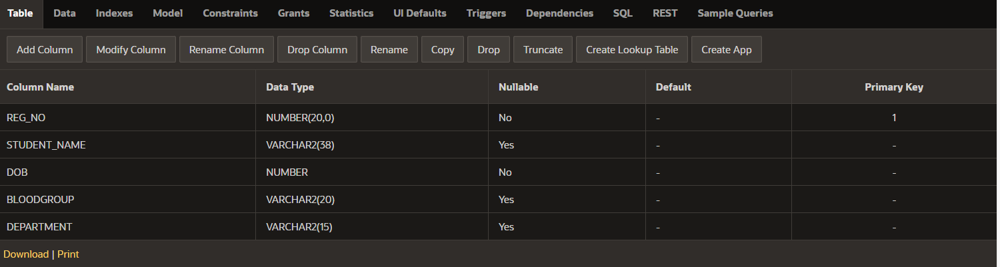 Table Data Indexes Model Constraints Grants Statistics UI Defaults Triggers Dependencies SQL REST Sample Queries
Add Column Modify Column Rename Column Drop Column Rename Copy Drop Truncate Create Lookup Table Create App
Column Name Data Type Nullable Default Primary Key
REG_NO NUMBER(20,0) No - 1
STUDENT_NAME VARCHAR2(38) Yes - -
DOB NUMBER No - -
BLOODGROUP VARCHAR2(20) Yes - -
DEPARTMENT VARCHAR2(15) Yes - -
Download | Print